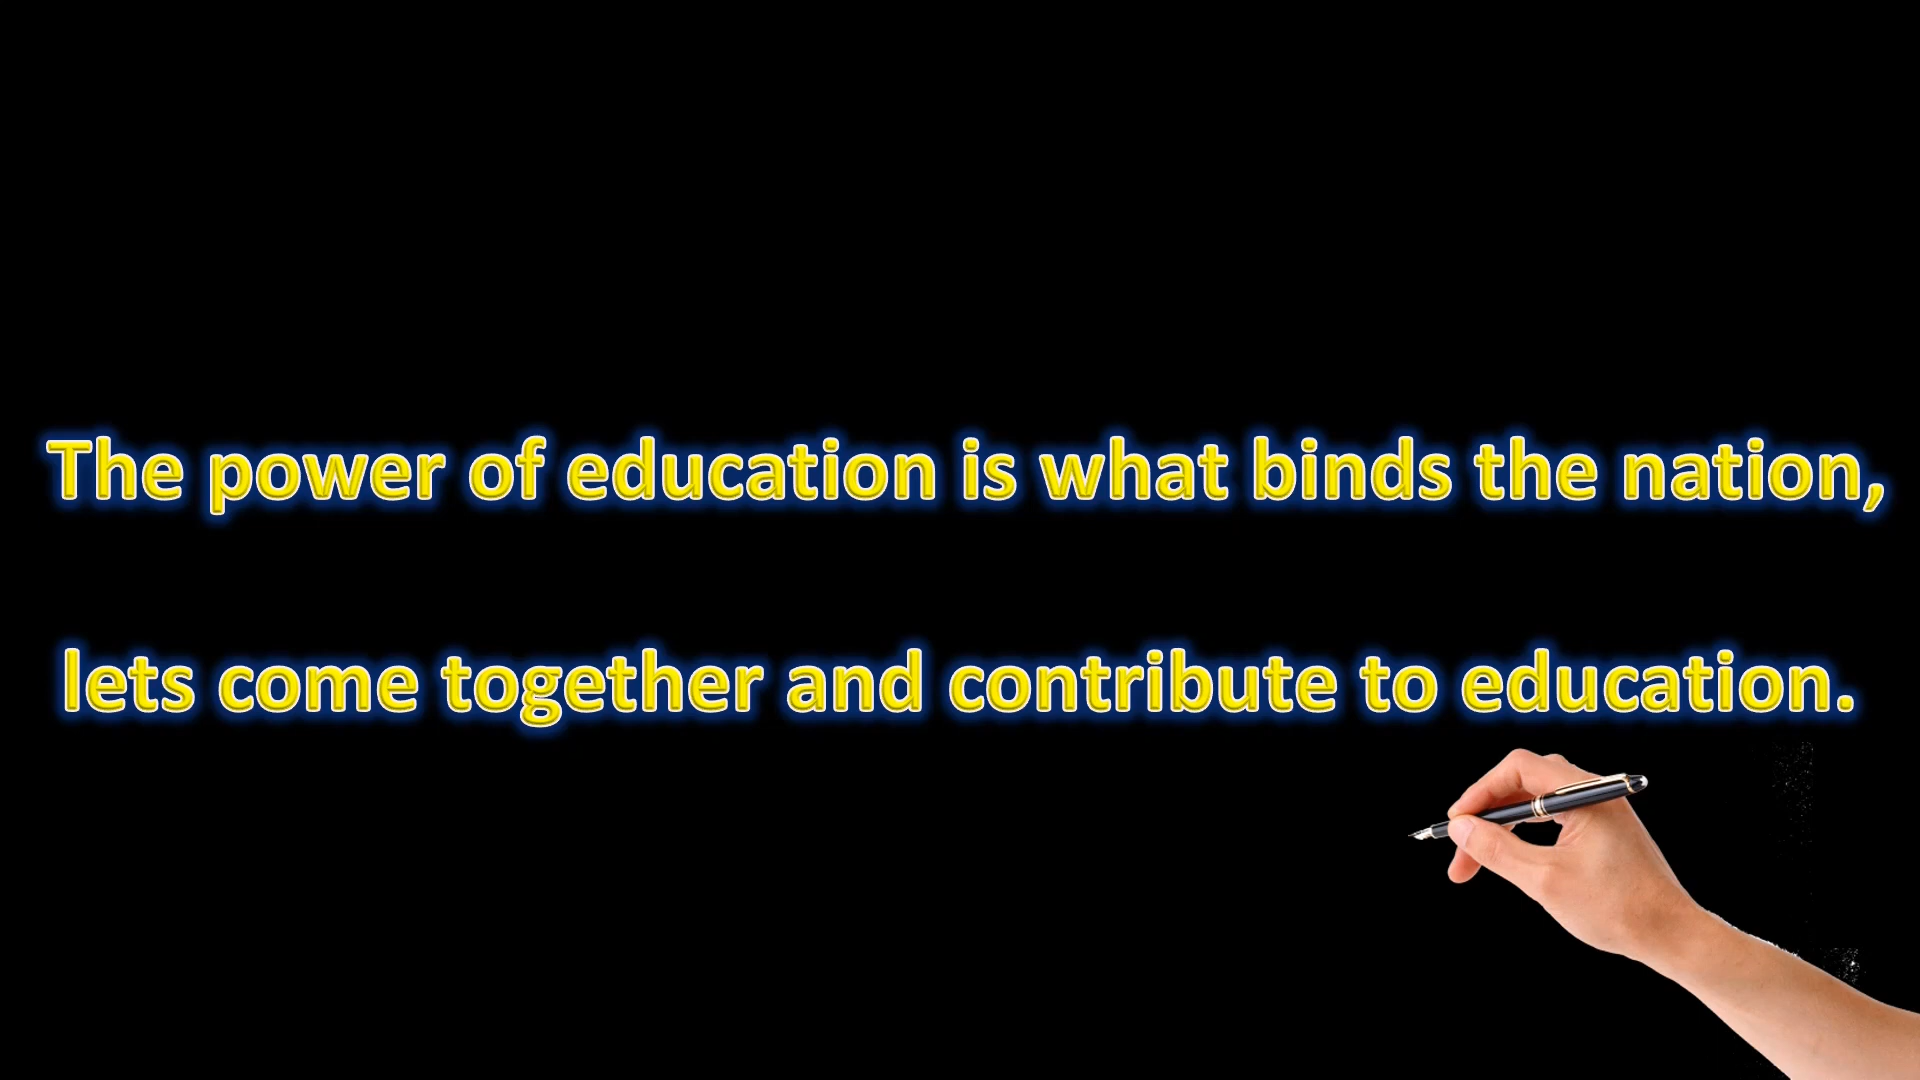 The power of education is what binds the nation,
lets come together and contribute to education.